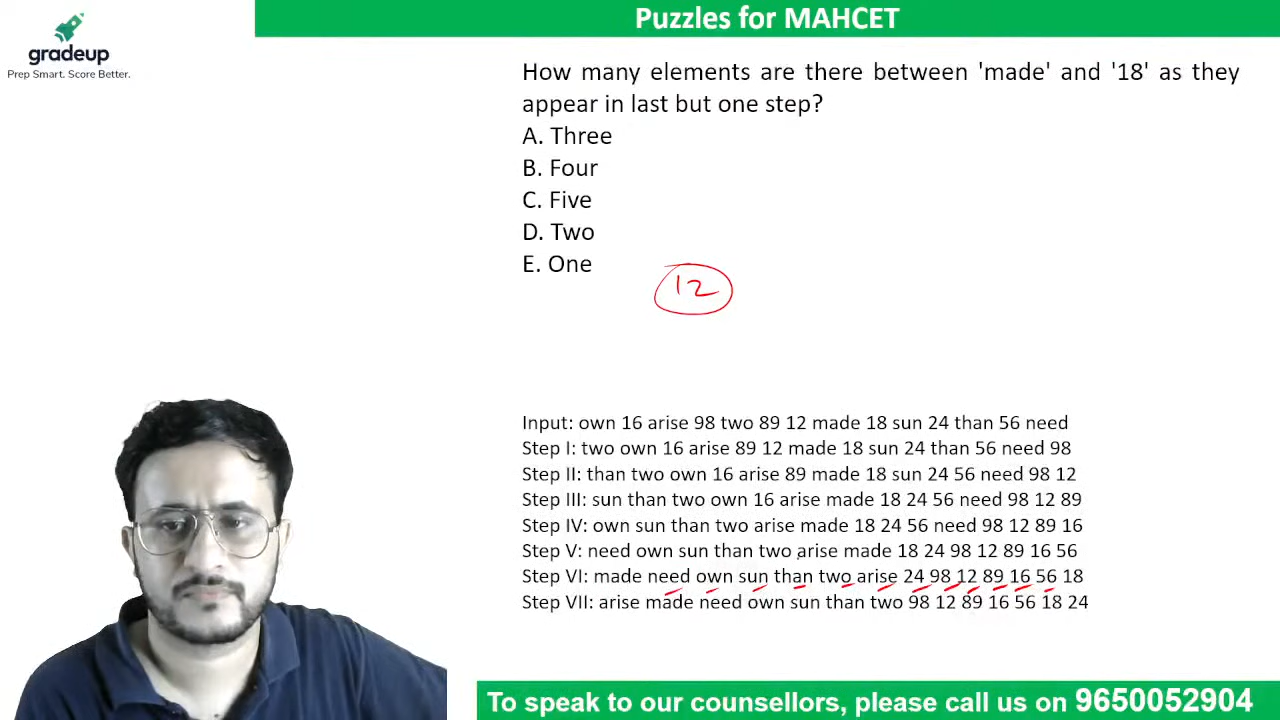 Puzzles for MAHCET
gradeup
Prep Smart. Score Better.
How many elements are there between 'made' and '18' as they
appear in last but one step?
A. Three
B. Four
C. Five
D. Two
E. One
12
Input: own 16 arise 98 two 89 12 made 18 sun 24 than 56 need
Step I: two own 16 arise 89 12 made 18 sun 24 than 56 need 98
Step II: than two own 16 arise 89 made 18 sun 24 56 need 98 12
Step III: sun than two own 16 arise made 18 24 56 need 98 12 89
Step IV: own sun than two arise made 18 24 56 need 98 12 89 16
Step V: need own sun than two arise made 18 24 98 12 89 16 56
Step VI: made need own sun than two arise 24 98 12 89 16 56 18
Step VII: arise made need own sun than two 98 12 89 16 56 18 24
To speak to our counsellors, please call us on 9650052904